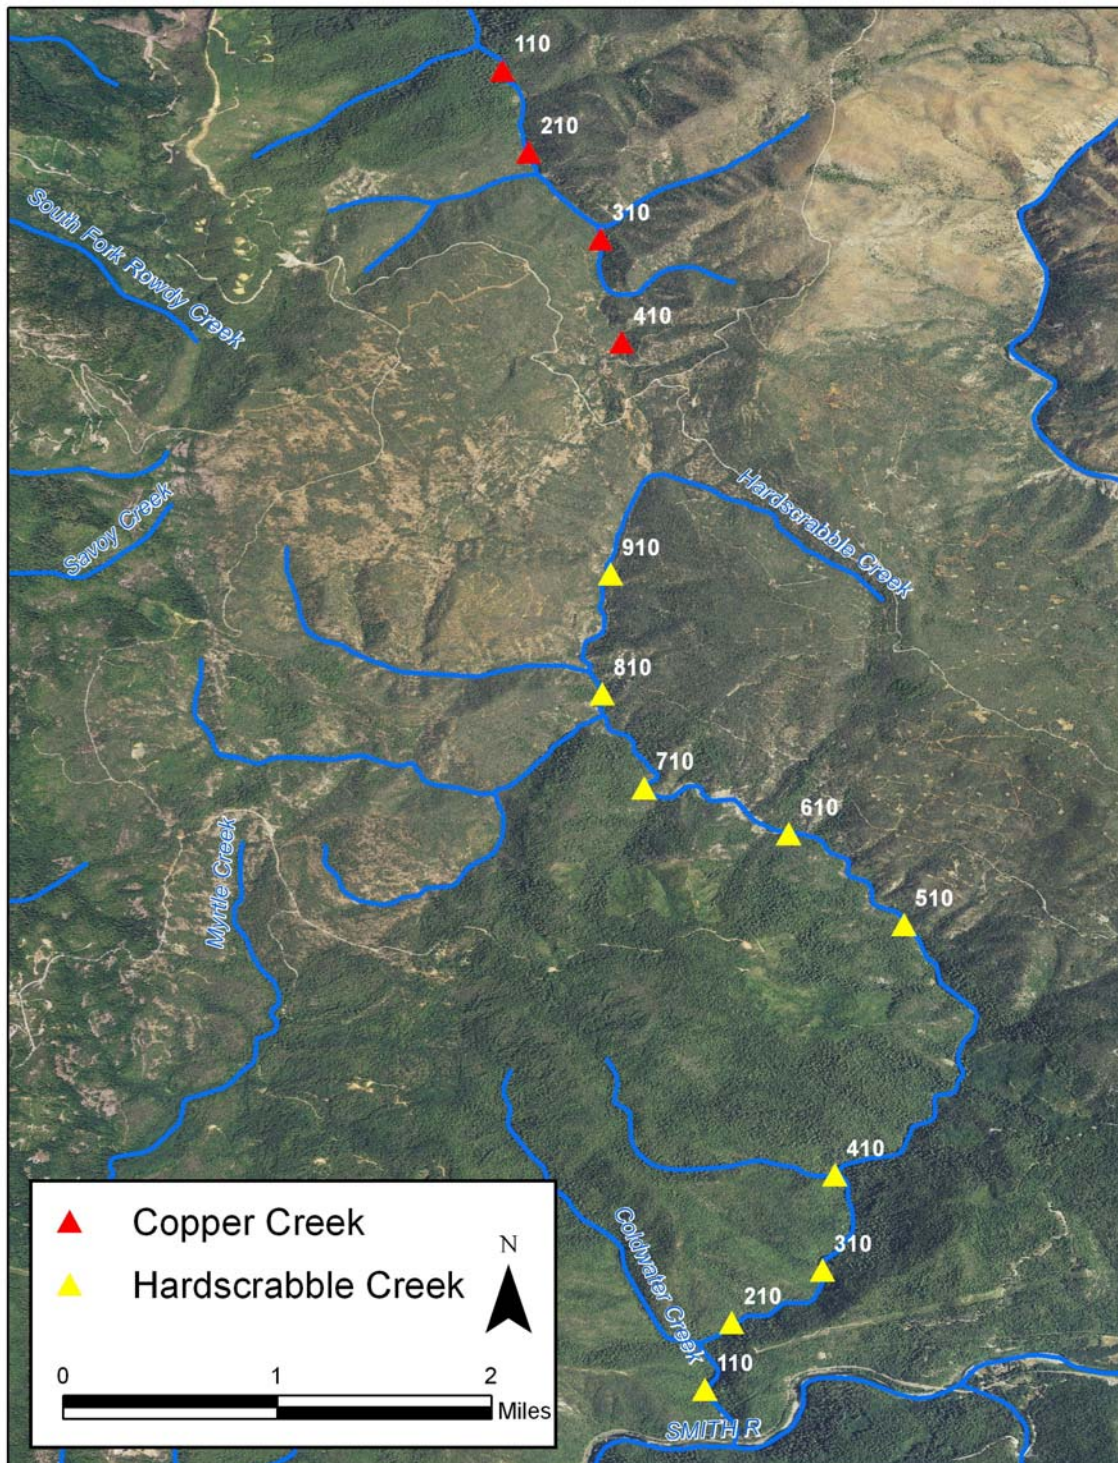 110
210
310
410
South Fork Rowdy Creek
Hardscrabble Creek
Savoy Creek
910
810
710
610
510
Myrtle Creek
410
310
210
110
Coldwater Creek
SMITH R
Copper Creek
Hardscrabble Creek
N
0 1 2
Miles